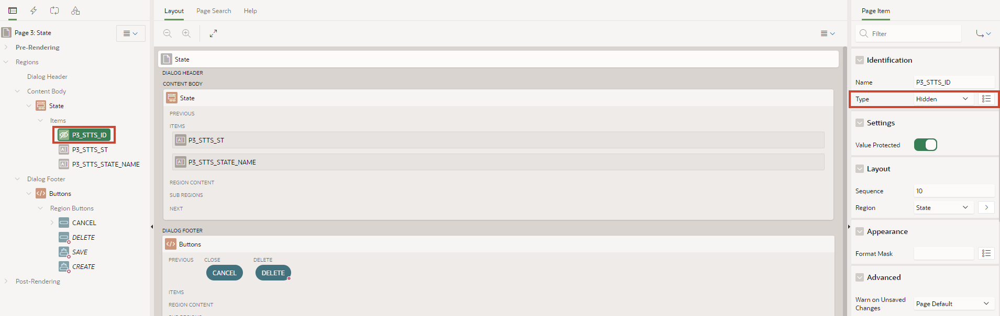 Page 3: State
Pre-Rendering
Regions
Dialog Header
Content Body
State
Items
P3_STTS_ID
P3_STTS_ST
P3_STTS_STATE_NAME
Dialog Footer
Buttons
Region Buttons
CANCEL
DELETE
SAVE
CREATE
Post-Rendering
Layout Page Search Help
State
DIALOG HEADER
CONTENT BODY
State
PREVIOUS
ITEMS
P3_STTS_ST
P3_STTS_STATE_NAME
REGION CONTENT
SUB REGIONS
NEXT
DIALOG FOOTER
Buttons
PREVIOUS CLOSE DELETE
CANCEL DELETE
ITEMS
REGION CONTENT
SUB REGIONS
Page Item
Filter
Identification
Name P3_STTS_ID
Type Hidden
Settings
Value Protected
Layout
Sequence 10
Region State
Appearance
Format Mask
Advanced
Warn on Unsaved
Changes Page Default